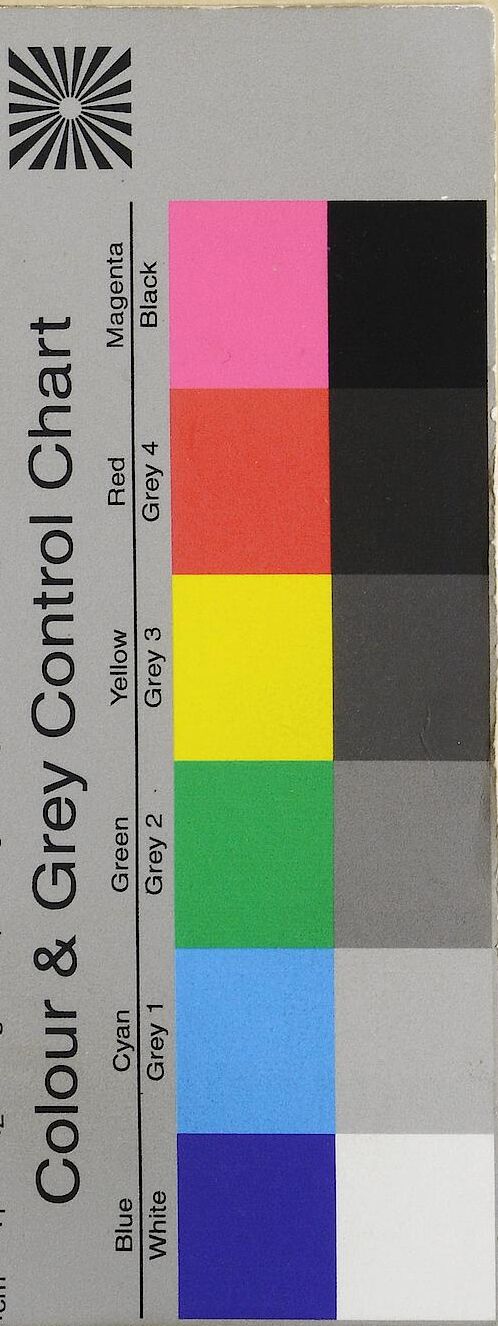 Colour & Grey Control Chart
Blue Cyan Green Yellow Red Magenta
White Grey 1 Grey 2 Grey 3 Grey 4 Black